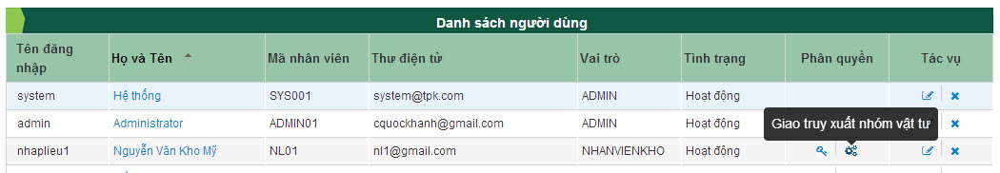 Danh sách người dùng
Tên đăng nhập Họ và Tên Mã nhân viên Thư điện tử Vai trò Tình trạng Phân quyền Tác vụ
system Hệ thống SYS001 system@tpk.com ADMIN Hoạt động
admin Administrator ADMIN01 cquockhanh@gmail.com ADMIN Hoạt động
Giao truy xuất nhóm vật tư
nhaplieu1 Nguyễn Văn Kho Mỹ NL01 nl1@gmail.com NHANVIENKHO Hoạt động